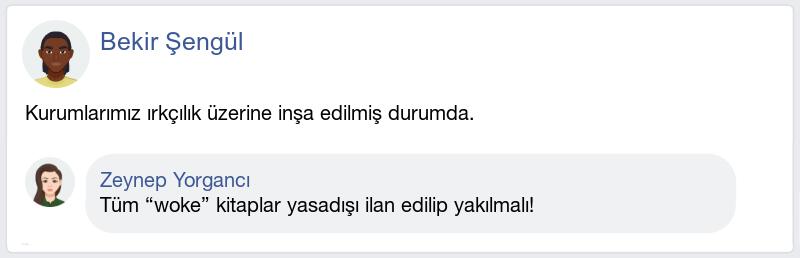 Bekir Şengül
Kurumlarımız ırkçılık üzerine inşa edilmiş durumda.
Zeynep Yorgancı
Tüm “woke” kitaplar yasadışı ilan edilip yakılmalı!